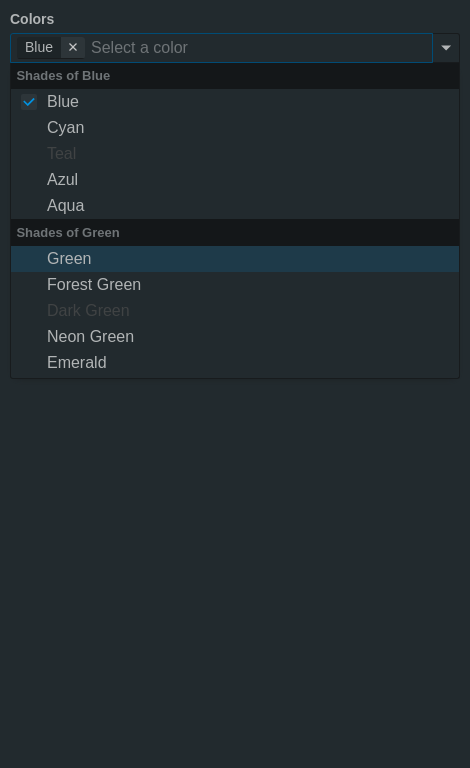 Colors
Blue ✕ Select a color
Shades of Blue
Blue
Cyan
Teal
Azul
Aqua
Shades of Green
Green
Forest Green
Dark Green
Neon Green
Emerald